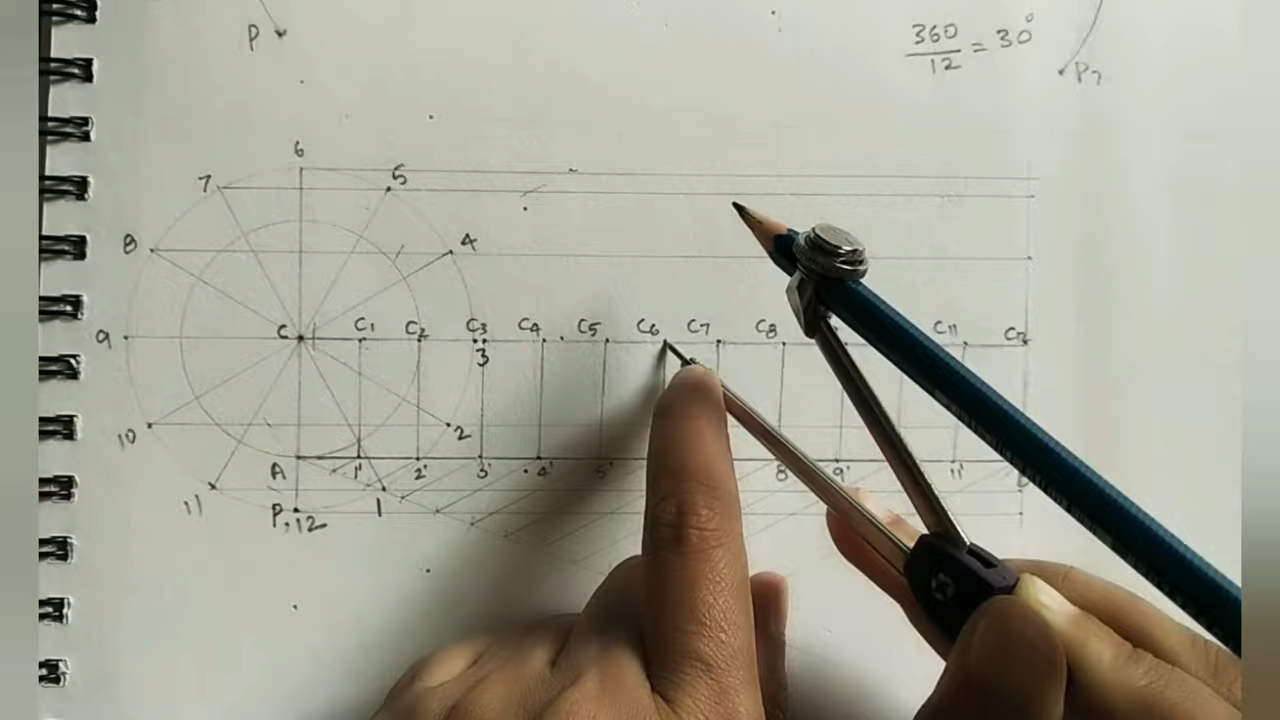 P
360/12 = 30°
P7
6
7 5
8 4
9 C C1 C2 C3 C4 C5 C6 C7 C8 C11
3
10 2
A 1' 2' 3' 4' 5' 8 9' 11'
11 P,12 1